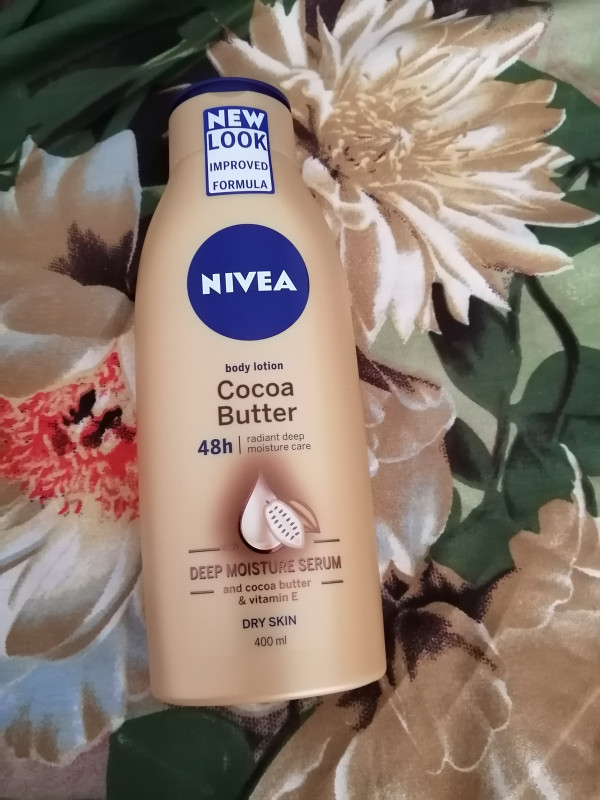 NEW
LOOK
IMPROVED
FORMULA
NIVEA
body lotion
Cocoa
Butter
48h | radiant deep
moisture care
DEEP MOISTURE SERUM
and cocoa butter
& vitamin E
DRY SKIN
400 ml